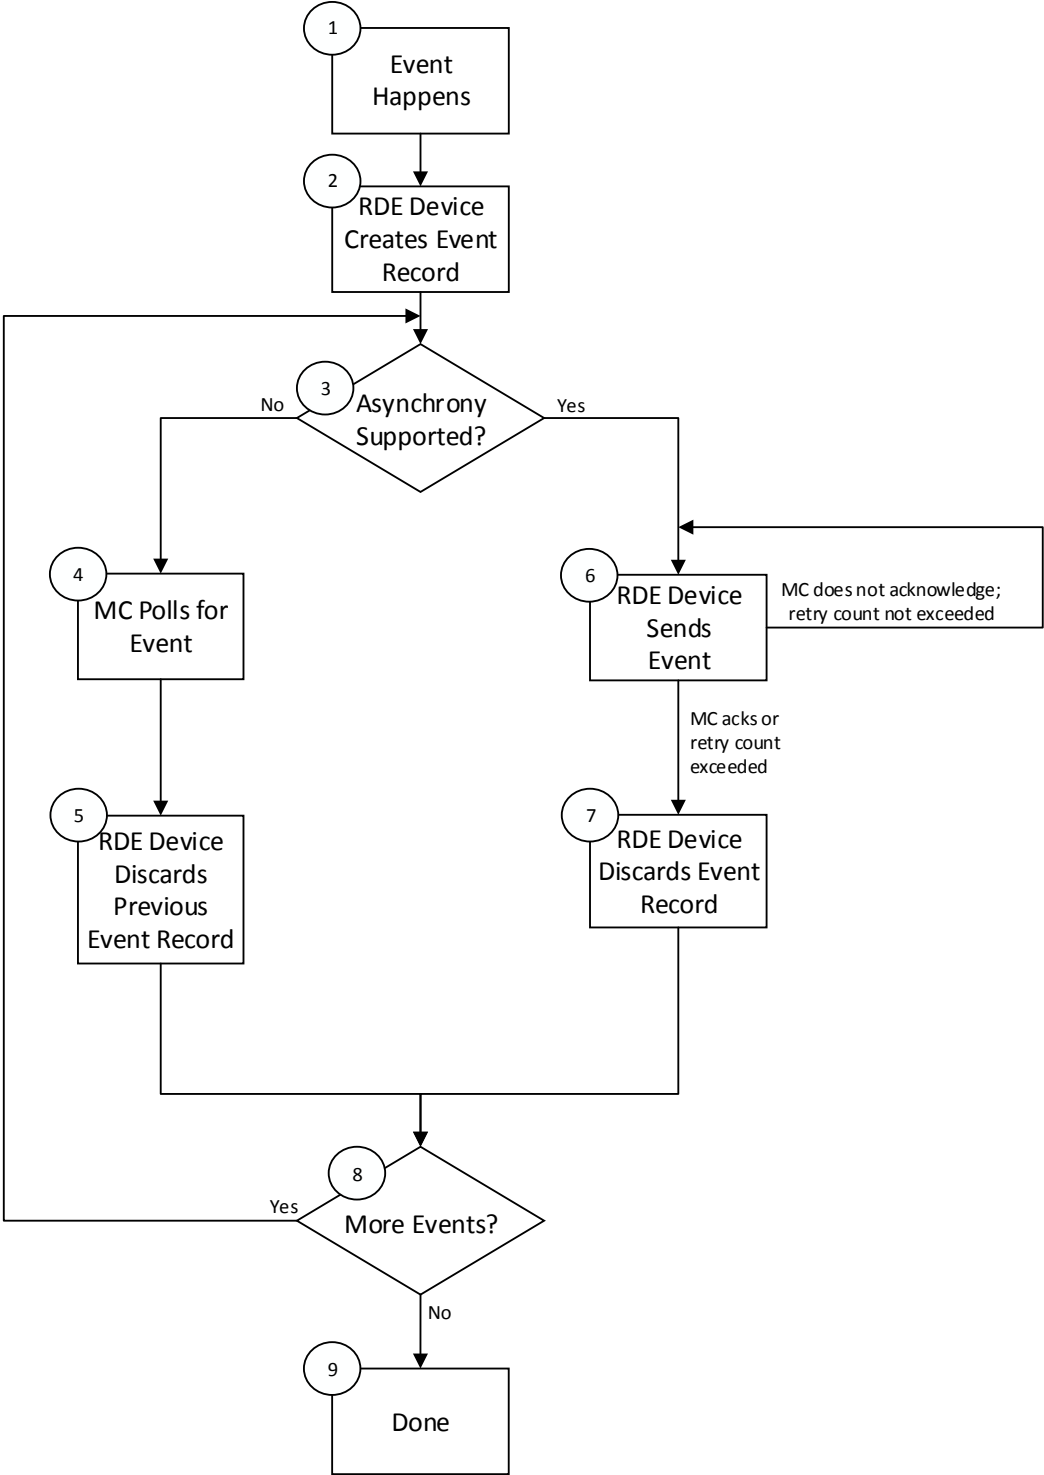 1
Event
Happens
2
RDE Device
Creates Event
Record
3
Asynchrony
Supported?
No
Yes
4
MC Polls for
Event
6
RDE Device
Sends
Event
MC does not acknowledge;
retry count not exceeded
MC acks or
retry count
exceeded
5
RDE Device
Discards
Previous
Event Record
7
RDE Device
Discards Event
Record
8
More Events?
Yes
No
9
Done